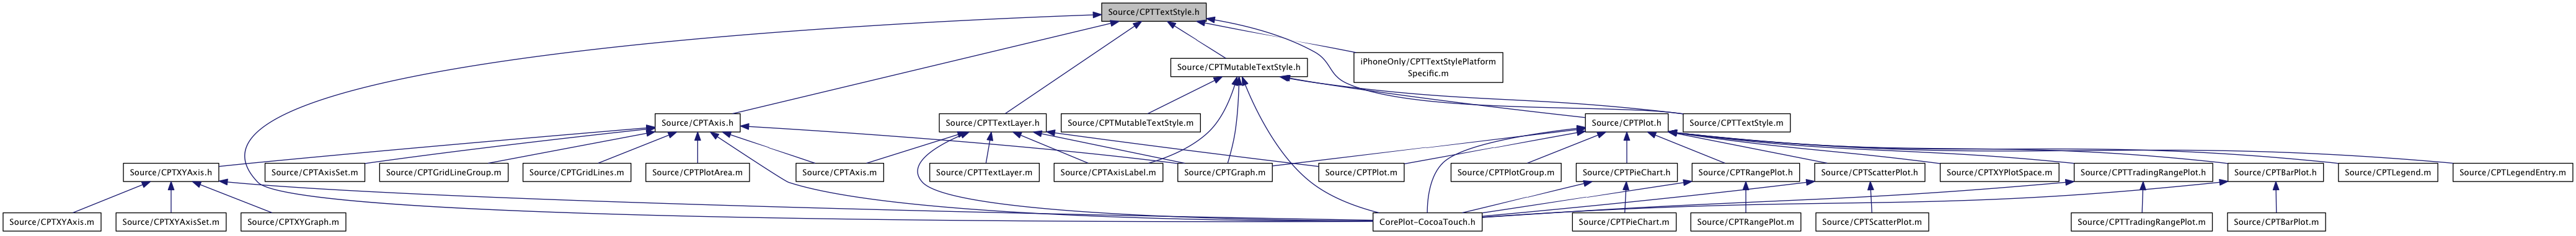 Source/CPTTextStyle.h
iPhoneOnly/CPTTextStylePlatform
Specific.m
Source/CPTMutableTextStyle.h
Source/CPTAxis.h
Source/CPTTextLayer.h
Source/CPTMutableTextStyle.m
Source/CPTPlot.h
Source/CPTTextStyle.m
Source/CPTXYAxis.h
Source/CPTAxisSet.m
Source/CPTGridLineGroup.m
Source/CPTGridLines.m
Source/CPTPlotArea.m
Source/CPTAxis.m
Source/CPTTextLayer.m
Source/CPTAxisLabel.m
Source/CPTGraph.m
Source/CPTPlot.m
Source/CPTPlotGroup.m
Source/CPTPieChart.h
Source/CPTRangePlot.h
Source/CPTScatterPlot.h
Source/CPTXYPlotSpace.m
Source/CPTTradingRangePlot.h
Source/CPTBarPlot.h
Source/CPTLegend.m
Source/CPTLegendEntry.m
Source/CPTXYAxis.m
Source/CPTXYAxisSet.m
Source/CPTXYGraph.m
CorePlot-CocoaTouch.h
Source/CPTPieChart.m
Source/CPTRangePlot.m
Source/CPTScatterPlot.m
Source/CPTTradingRangePlot.m
Source/CPTBarPlot.m